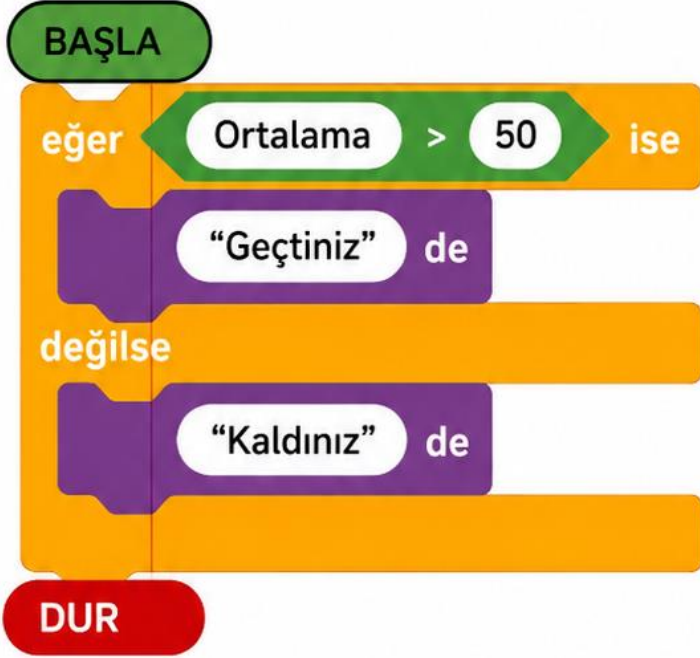 BAŞLA
eğer Ortalama > 50 ise
“Geçtiniz” de
değilse
“Kaldınız” de
DUR